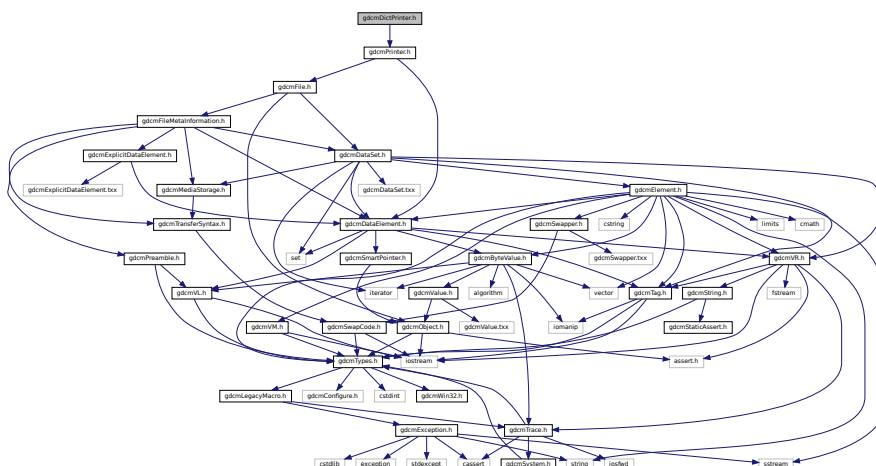 gdcmDictPrinter.h
gdcmPrinter.h
gdcmFile.h
gdcmFileMetaInformation.h
gdcmExplicitDataElement.h
gdcmDataSet.h
gdcmExplicitDataElement.txx
gdcmMediaStorage.h
gdcmDataSet.txx
gdcmElement.h
gdcmTransferSyntax.h
gdcmDataElement.h
gdcmSwapper.h
cstring
limits
cmath
gdcmPreamble.h
set
gdcmSmartPointer.h
gdcmByteValue.h
gdcmSwapper.txx
gdcmVR.h
gdcmVL.h
iterator
gdcmValue.h
algorithm
vector
gdcmTag.h
gdcmString.h
fstream
gdcmVM.h
gdcmSwapCode.h
gdcmObject.h
gdcmValue.txx
iomanip
gdcmStaticAssert.h
gdcmTypes.h
iostream
assert.h
gdcmLegacyMacro.h
gdcmConfigure.h
cstdint
gdcmWin32.h
gdcmException.h
gdcmTrace.h
cstdlib
exception
stdexcept
cassert
gdcmSystem.h
string
iosfwd
sstream